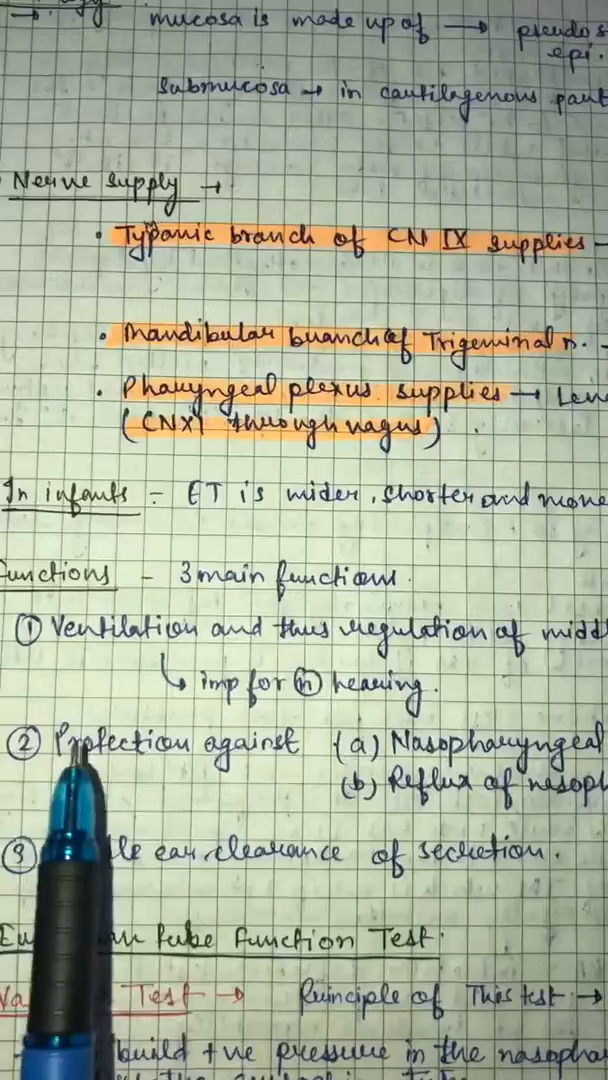 mucosa is made up of → pseudos
epi.
Submucosa → in cartilagenous part
Nerve supply →
• Typanic branch of CN IX supplies -
• Mandibular branch of Trigeminal n. -
• Pharyngeal plexus supplies →
(CNXI through vagus).
In infants = ET is wider, shorter and more
Functions - 3 main functions.
① Ventilation and thus regulation of midd
↳ imp for ⓝ hearing.
② Protection against (a) Nasopharyngeal
(b) Reflux of nasoph
③ le ear clearance of secretion.
tube Function Test.
Va Test → Principle of This test →
build +ve pressure in the nasopha